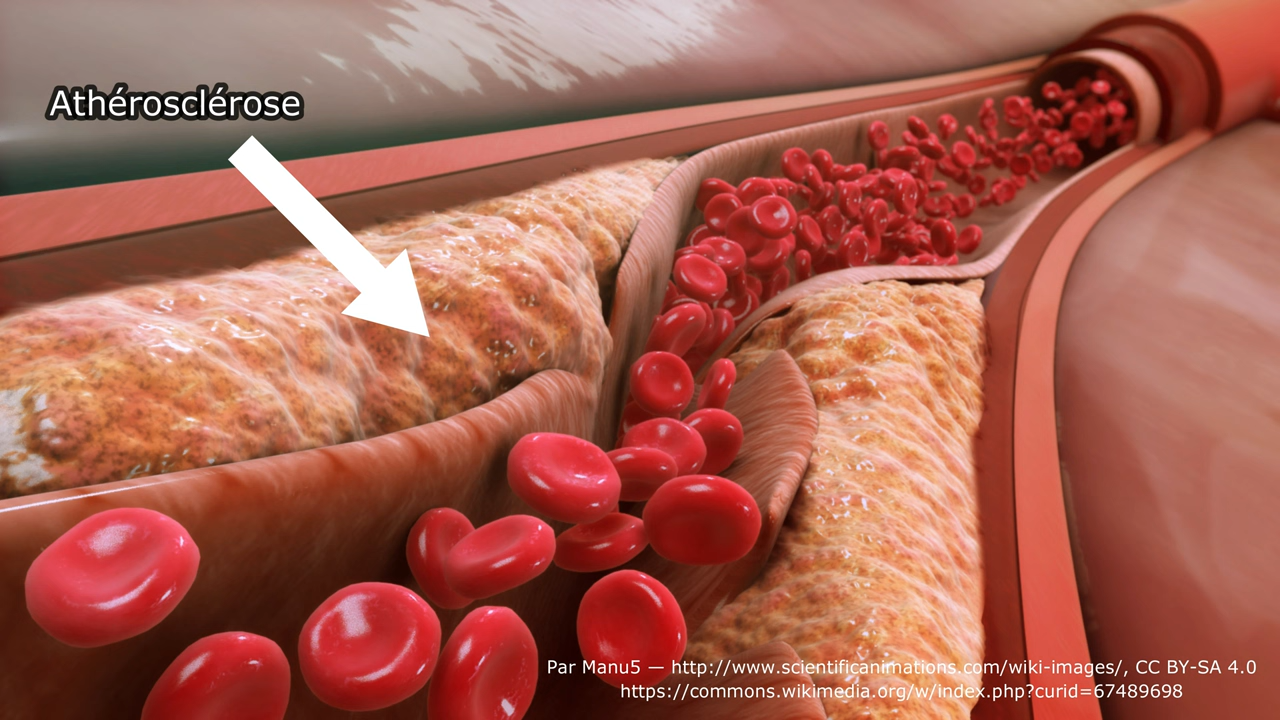 Athérosclérose
Par Manu5 — http://www.scientificanimations.com/wiki-images/, CC BY-SA 4.0
https://commons.wikimedia.org/w/index.php?curid=67489698